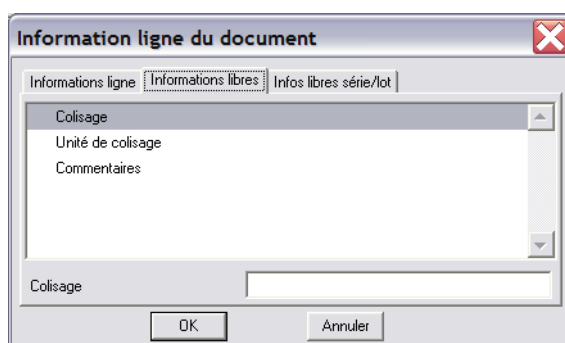 Information ligne du document
Informations ligne Informations libres Infos libres série/lot
Colisage
Unité de colisage
Commentaires
Colisage
OK Annuler